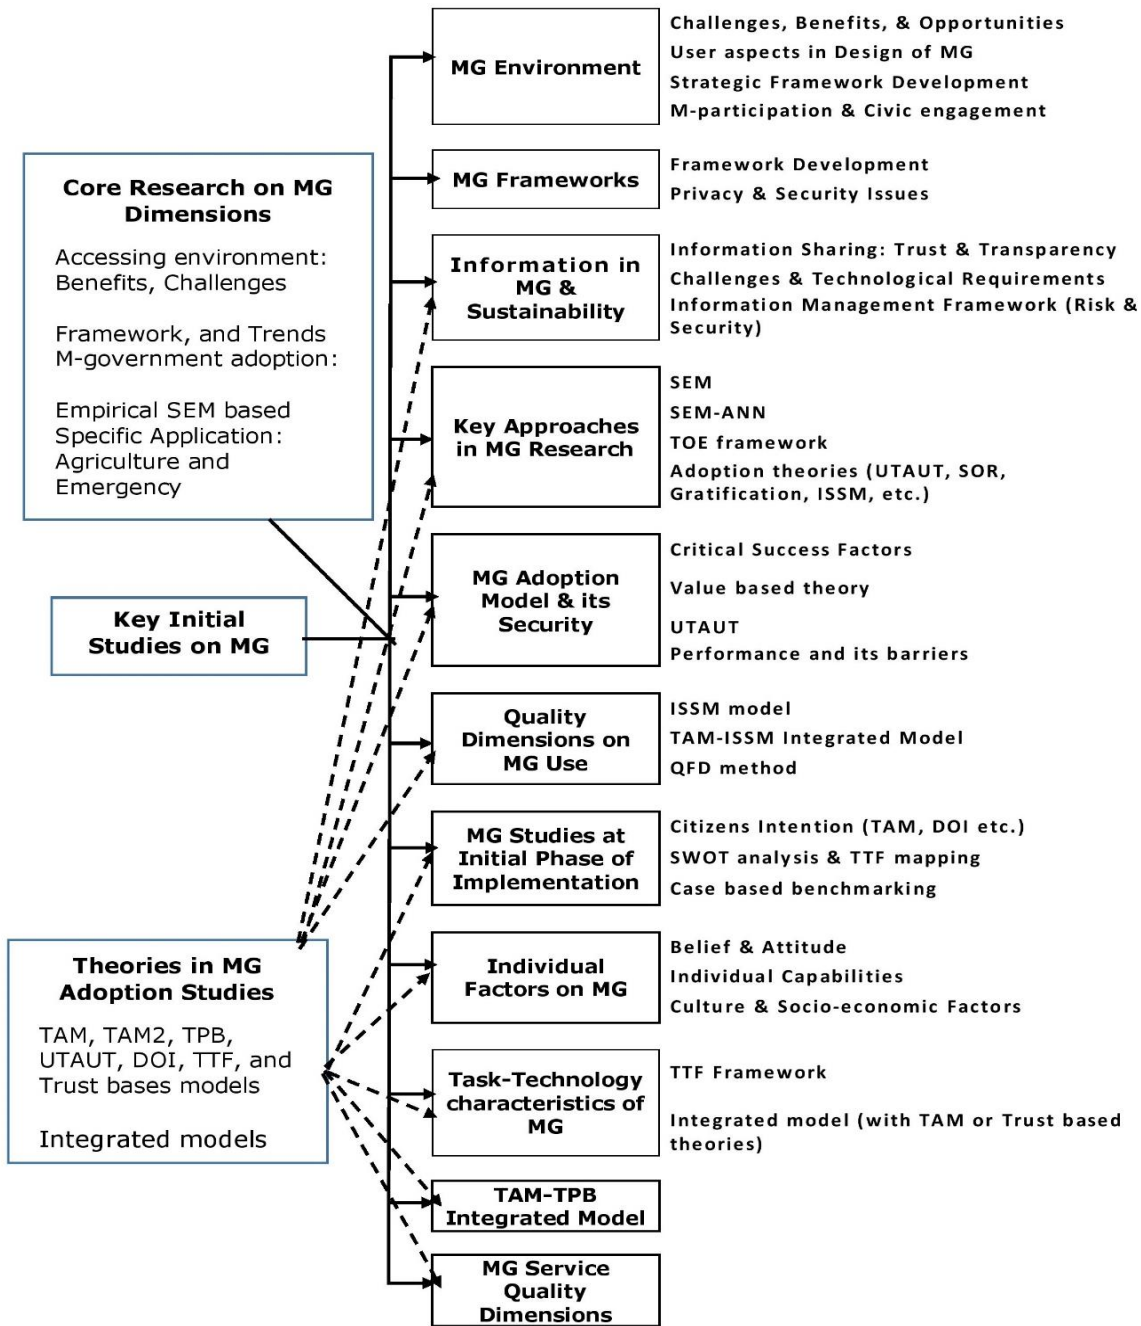 Core Research on MG
Dimensions
Accessing environment:
Benefits, Challenges
Framework, and Trends
M-government adoption:
Empirical SEM based
Specific Application:
Agriculture and
Emergency
Key Initial
Studies on MG
Theories in MG
Adoption Studies
TAM, TAM2, TPB,
UTAUT, DOI, TTF, and
Trust bases models
Integrated models
MG Environment
Challenges, Benefits, & Opportunities
User aspects in Design of MG
Strategic Framework Development
M-participation & Civic engagement
MG Frameworks
Framework Development
Privacy & Security Issues
Information in
MG &
Sustainability
Information Sharing: Trust & Transparency
Challenges & Technological Requirements
Information Management Framework (Risk &
Security)
Key Approaches
in MG Research
SEM
SEM-ANN
TOE framework
Adoption theories (UTAUT, SOR,
Gratification, ISSM, etc.)
MG Adoption
Model & its
Security
Critical Success Factors
Value based theory
UTAUT
Performance and its barriers
Quality
Dimensions on
MG Use
ISSM model
TAM-ISSM Integrated Model
QFD method
MG Studies at
Initial Phase of
Implementation
Citizens Intention (TAM, DOI etc.)
SWOT analysis & TTF mapping
Case based benchmarking
Individual
Factors on MG
Belief & Attitude
Individual Capabilities
Culture & Socio-economic Factors
Task-Technology
characteristics of
MG
TTF Framework
Integrated model (with TAM or Trust based
theories)
TAM-TPB
Integrated Model
MG Service
Quality
Dimensions